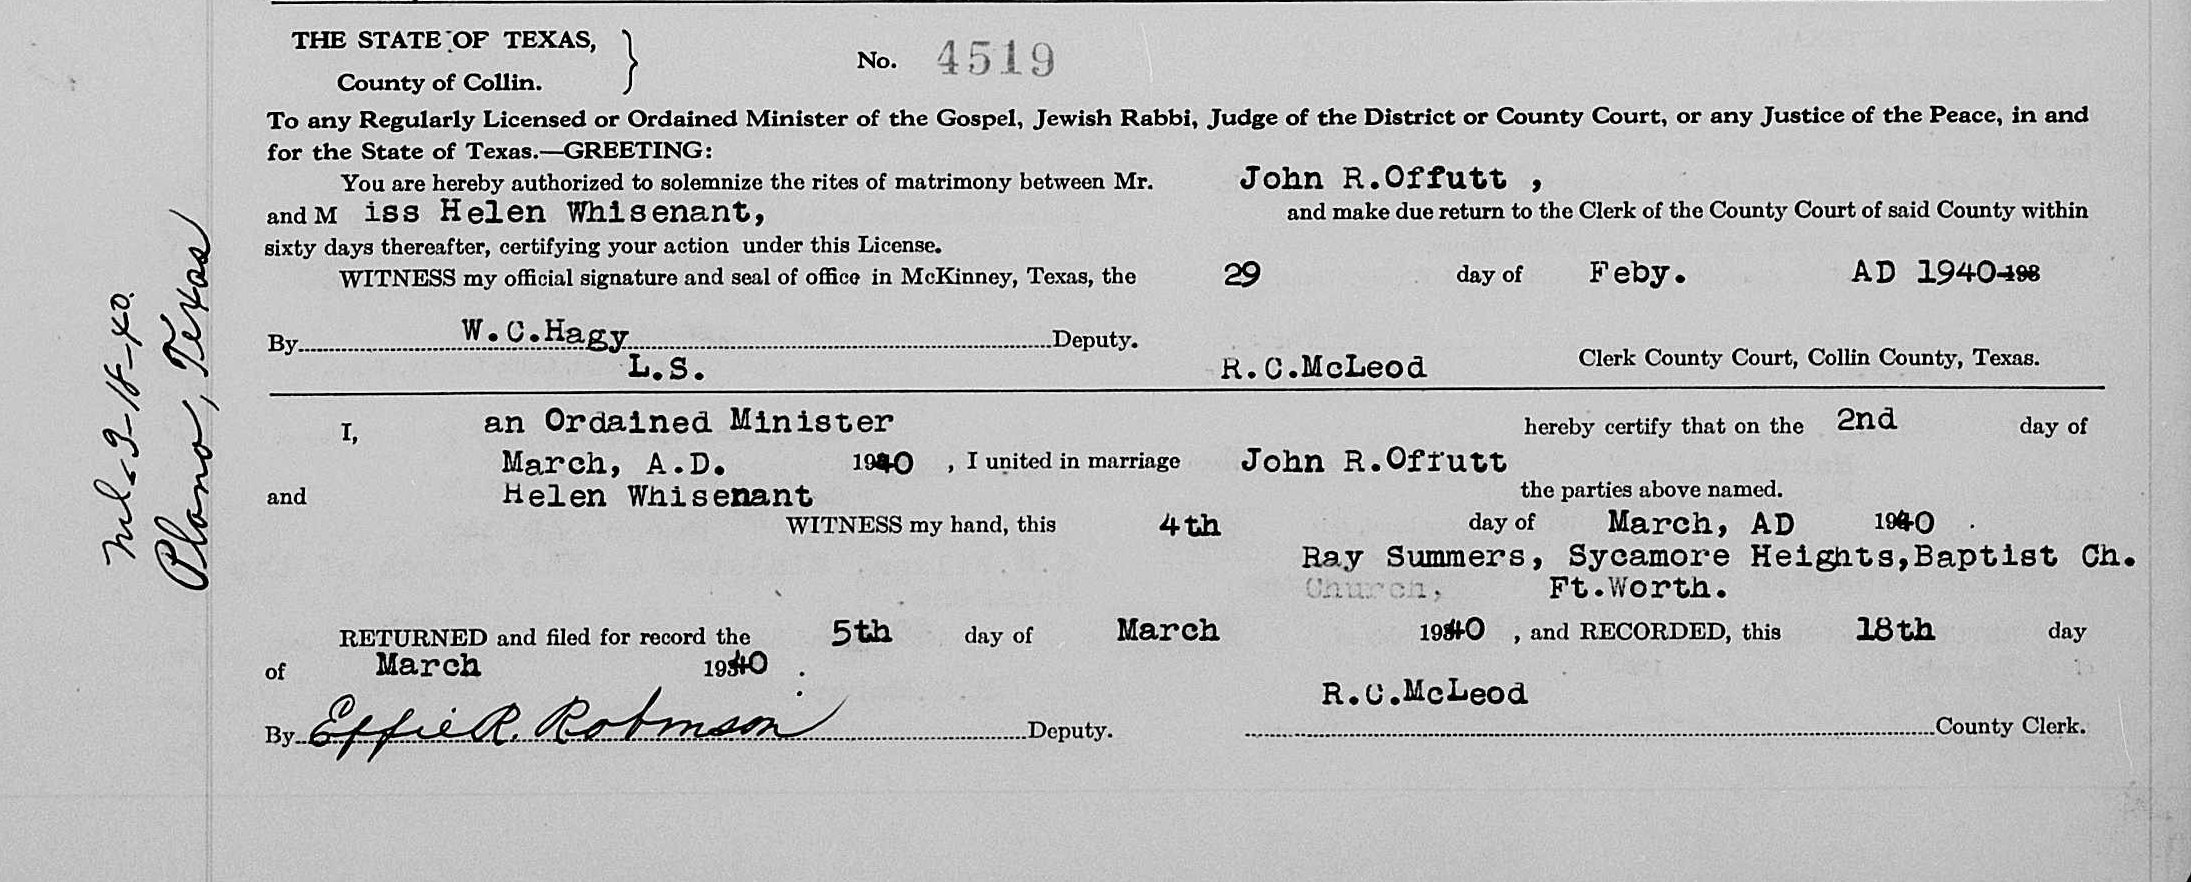 THE STATE OF TEXAS,
County of Collin.
No. 4519
To any Regularly Licensed or Ordained Minister of the Gospel, Jewish Rabbi, Judge of the District or County Court, or any Justice of the Peace, in and
for the State of Texas.—GREETING:
You are hereby authorized to solemnize the rites of matrimony between Mr. John R.Offutt ,
and M iss Helen Whisenant, and make due return to the Clerk of the County Court of said County within
sixty days thereafter, certifying your action under this License.
WITNESS my official signature and seal of office in McKinney, Texas, the 29 day of Feby. AD 1940-193
By W.C.Hagy Deputy.
L.S. R.C.McLeod Clerk County Court, Collin County, Texas.
I, an Ordained Minister hereby certify that on the 2nd day of
March, A.D. 1940 , I united in marriage John R.Offutt
and Helen Whisenant the parties above named.
WITNESS my hand, this 4th day of March, AD 1940 .
Ray Summers, Sycamore Heights,Baptist Ch.
Church, Ft.Worth.
RETURNED and filed for record the 5th day of March 1940 , and RECORDED, this 18th day
of March 1940 .
R.C.McLeod
By Effie R. Robinson Deputy. County Clerk.
3-18-40.
Plano, Texas